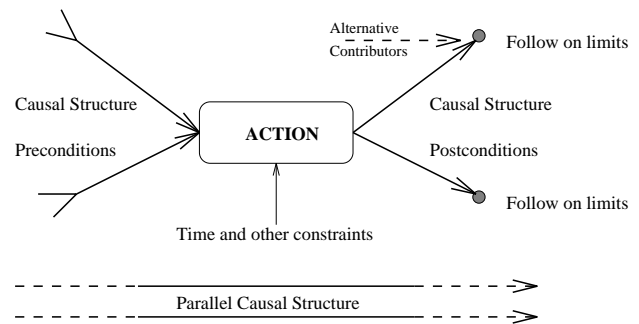 Alternative
Contributors
Follow on limits
Causal Structure
Causal Structure
ACTION
Preconditions
Postconditions
Follow on limits
Time and other constraints
Parallel Causal Structure